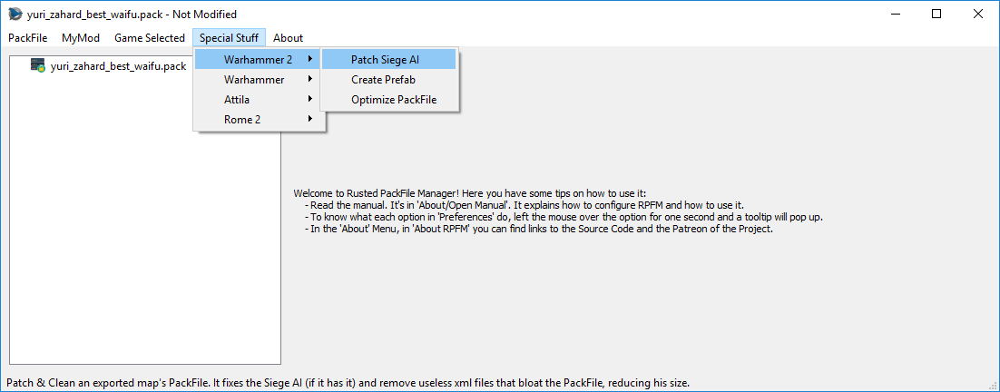 yuri_zahard_best_waifu.pack - Not Modified
PackFile MyMod Game Selected Special Stuff About
yuri_zahard_best_waifu.pack
Warhammer 2
Warhammer
Attila
Rome 2
Patch Siege AI
Create Prefab
Optimize PackFile
Welcome to Rusted PackFile Manager! Here you have some tips on how to use it:
- Read the manual. It's in 'About/Open Manual'. It explains how to configure RPFM and how to use it.
- To know what each option in 'Preferences' do, left the mouse over the option for one second and a tooltip will pop up.
- In the 'About' Menu, in 'About RPFM' you can find links to the Source Code and the Patreon of the Project.
Patch & Clean an exported map's PackFile. It fixes the Siege AI (if it has it) and remove useless xml files that bloat the PackFile, reducing his size.